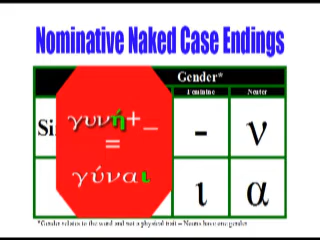 Nominative Naked Case Endings
Gender*
Feminine Neuter
Si
γυνή+_
=
γύναι
- ν
ι α
*Gender relates to the word and not a physical trait – Nouns have one gender